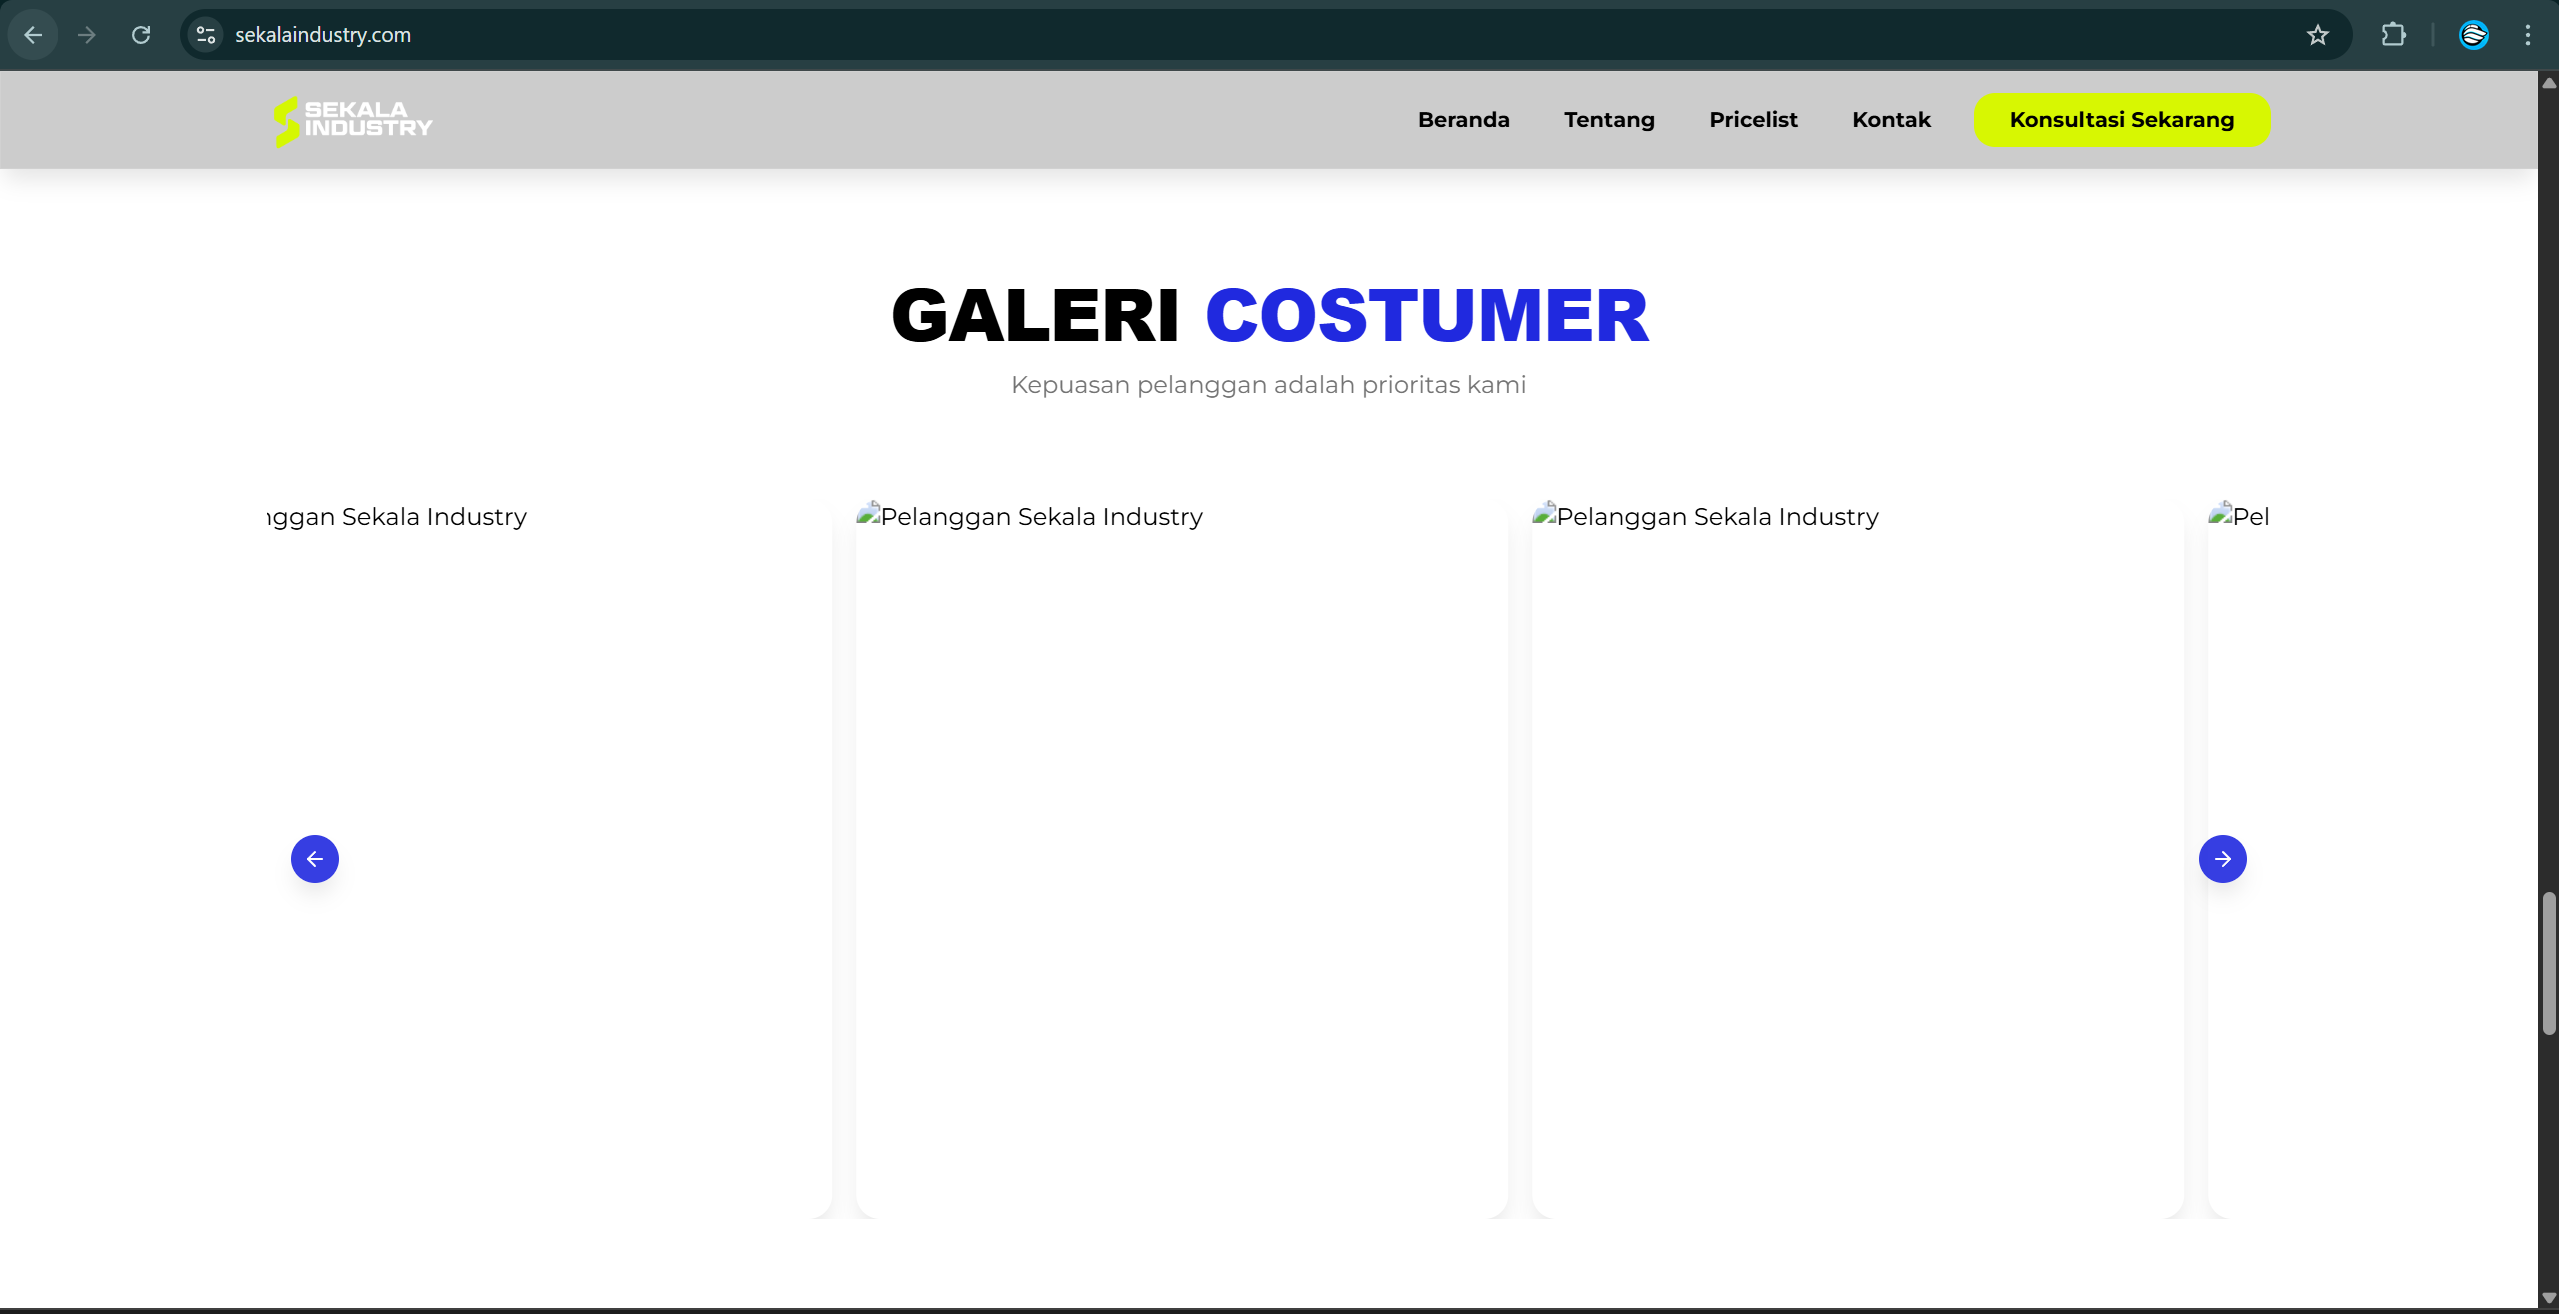 sekalaindustry.com
SEKALA
INDUSTRY
Beranda
Tentang
Pricelist
Kontak
Konsultasi Sekarang
GALERI COSTUMER
Kepuasan pelanggan adalah prioritas kami
nggan Sekala Industry
Pelanggan Sekala Industry
Pelanggan Sekala Industry
Pel